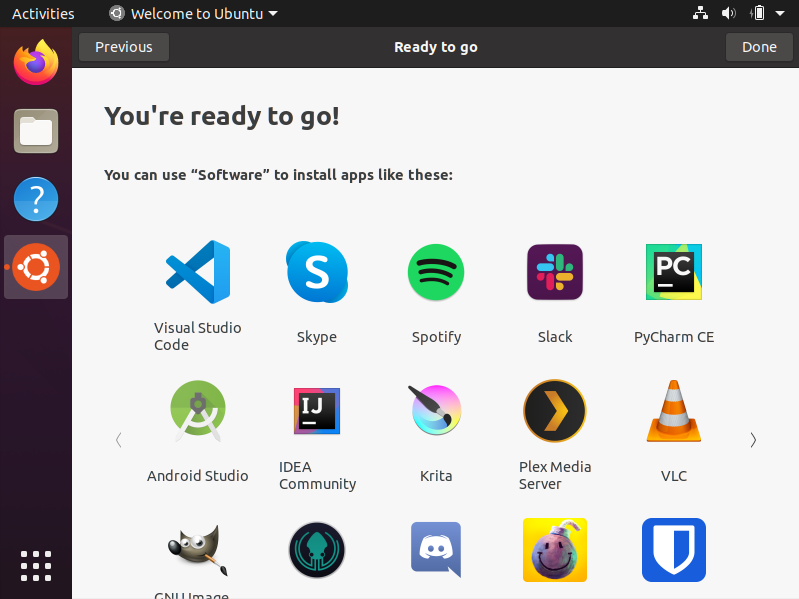 Activities
Welcome to Ubuntu
Previous
Ready to go
Done
You're ready to go!
You can use “Software” to install apps like these:
S
PC
Visual Studio
Code
Skype
Spotify
Slack
PyCharm CE
IJ
Android Studio
IDEA
Community
Krita
Plex Media
Server
VLC
GNU Image
?